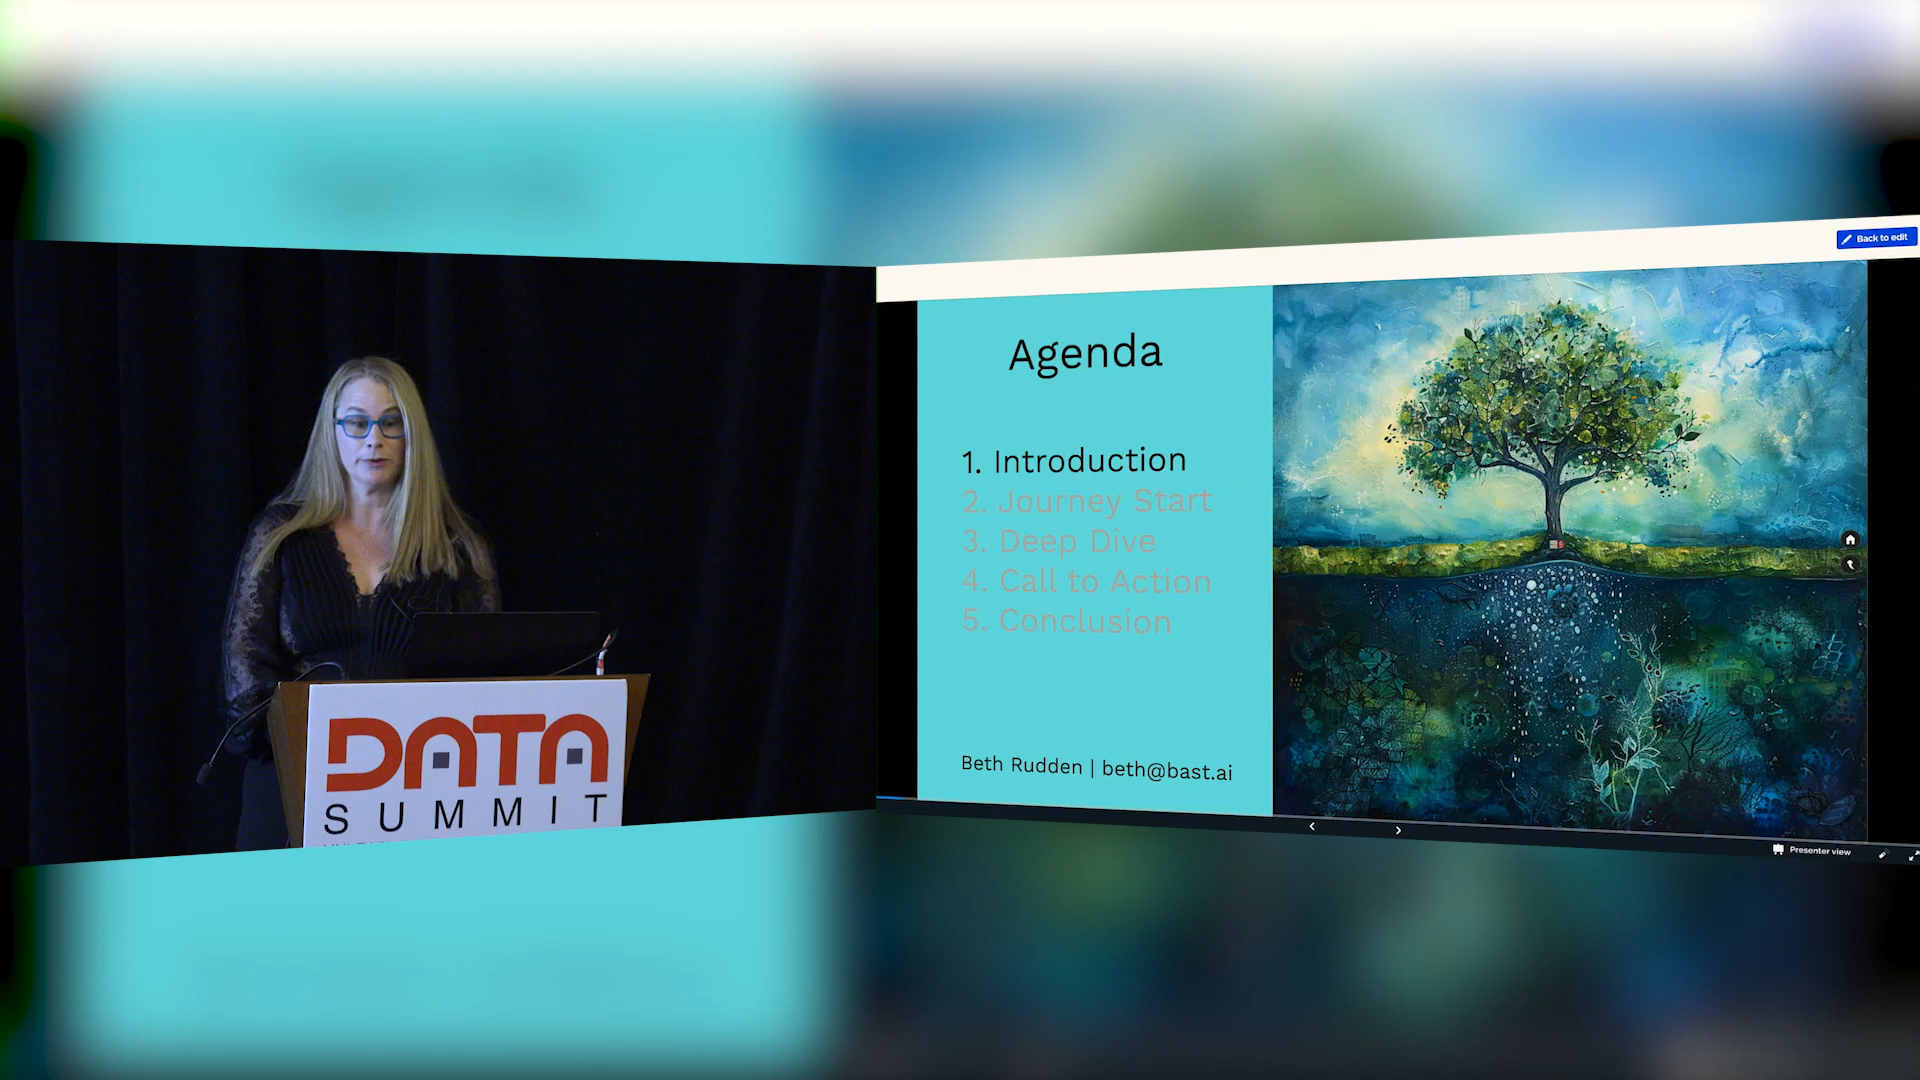 DATA
SUMMIT
Back to edit
Agenda
1. Introduction
2. Journey Start
3. Deep Dive
4. Call to Action
5. Conclusion
Beth Rudden | beth@bast.ai
Presenter view